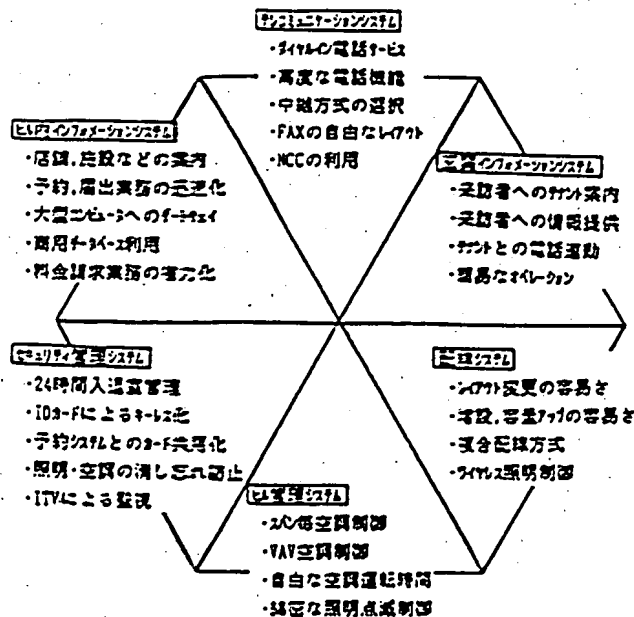 テレコミュニケーションシステム
・ダイヤルイン電話サービス
・高度な電話機能
・中継方式の選択
・FAXの自由なレイアウト
・NCCの利用
ビル内インフォメーションシステム
・店舗,施設などの案内
・予約,届出業務の迅速化
・大型コンピュータへのゲートウェイ
・商用データベース利用
・料金請求業務の省力化
インフォメーションシステム
・来訪者へのテナント案内
・来訪者への情報提供
・テナントとの電話連動
・簡易なオペレーション
セキュリティ管理システム
・24時間入退室管理
・IDカードによるキーレス化
・予約システムとのカード共用化
・照明・空調の消し忘れ防止
・ITVによる監視
配線システム
・レイアウト変更の容易さ
・増設,容量アップの容易さ
・複合配線方式
・ワイヤレス照明制御
ビル管理システム
・スパン毎空調制御
・VAV空調制御
・自由な空調運転時間
・綿密な照明点滅制御